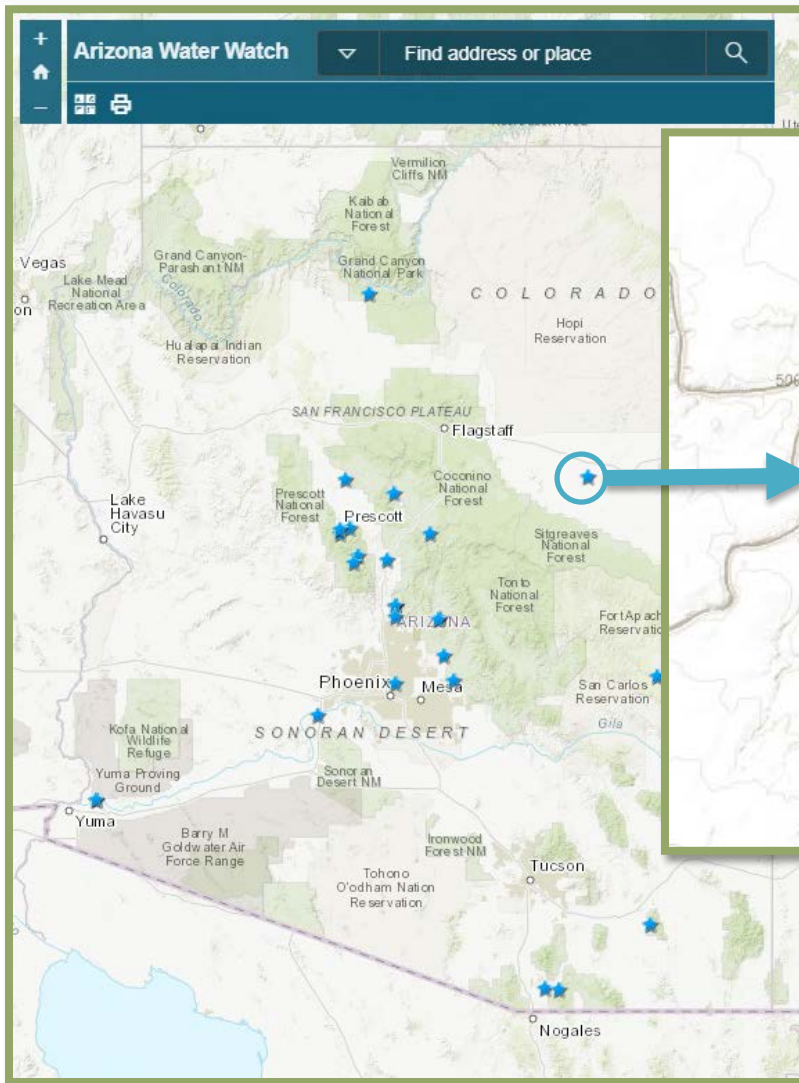 Arizona Water Watch
Find address or place
Vermilion
Cliffs NM
Kaibab
National
Forest
Vegas
Grand Canyon-
Parashant NM
Grand Canyon
National Park
Lake Mead
National
Recreation Area
on
Colorado
COLORADO
Hopi
Reservation
Hualapai Indian
Reservation
SAN FRANCISCO PLATEAU
Flagstaff
Lake
Havasu
City
Prescott
National
Forest
Prescott
Coconino
National
Forest
Sitgreaves
National
Forest
Tonto
National
Forest
Fort Apach
Reservatio
ARIZONA
Phoenix
Mesa
San Carlos
Reservation
Gila
Kofa National
Wildlife
Refuge
SONORAN DESERT
Yuma Proving
Ground
Sonoran
Desert NM
Yuma
Barry M
Goldwater Air
Force Range
Ironwood
Forest NM
Tohono
O'odham Nation
Reservation
Tucson
Nogales